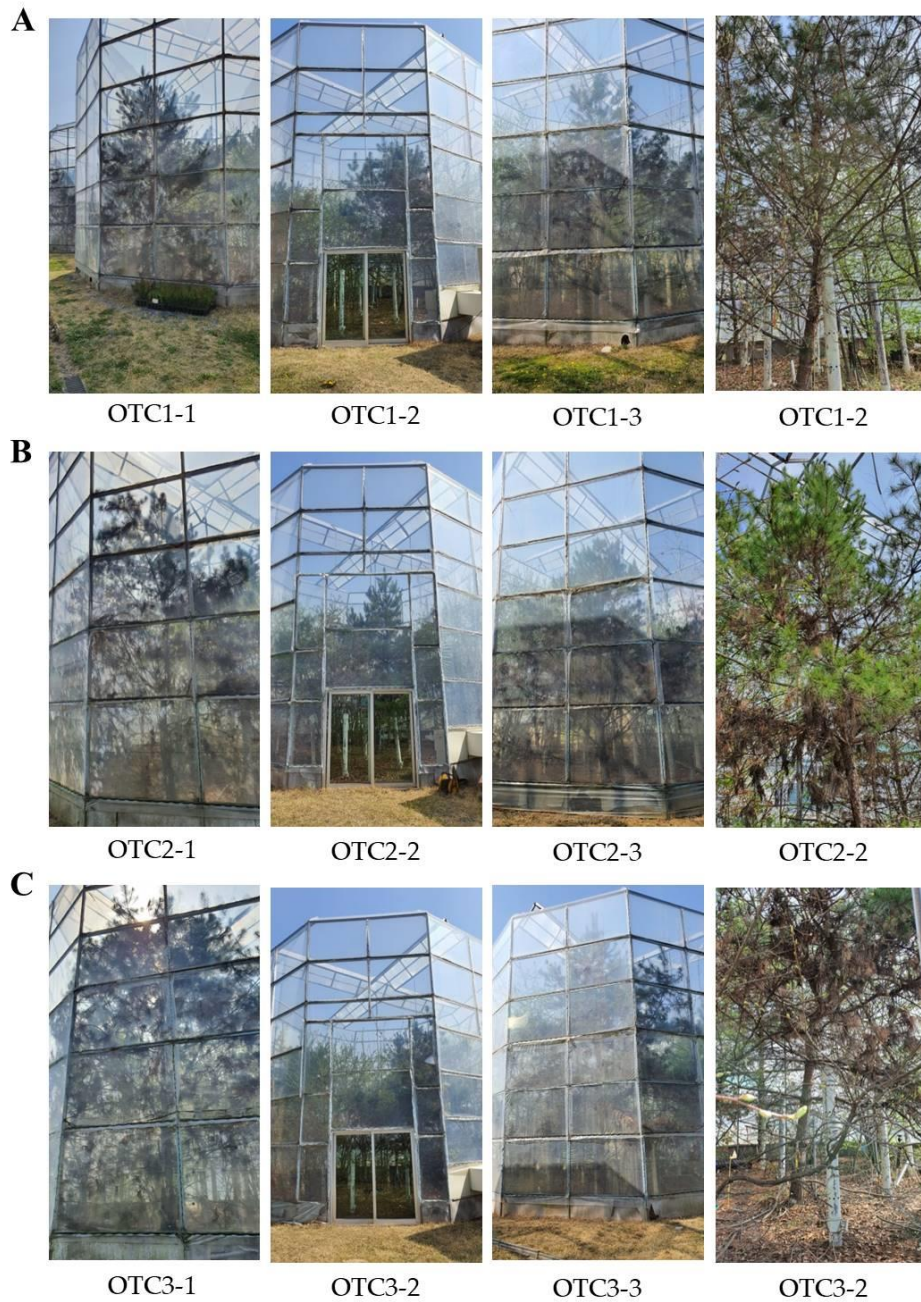 A
OTC1-1 OTC1-2 OTC1-3 OTC1-2
B
OTC2-1 OTC2-2 OTC2-3 OTC2-2
C
OTC3-1 OTC3-2 OTC3-3 OTC3-2